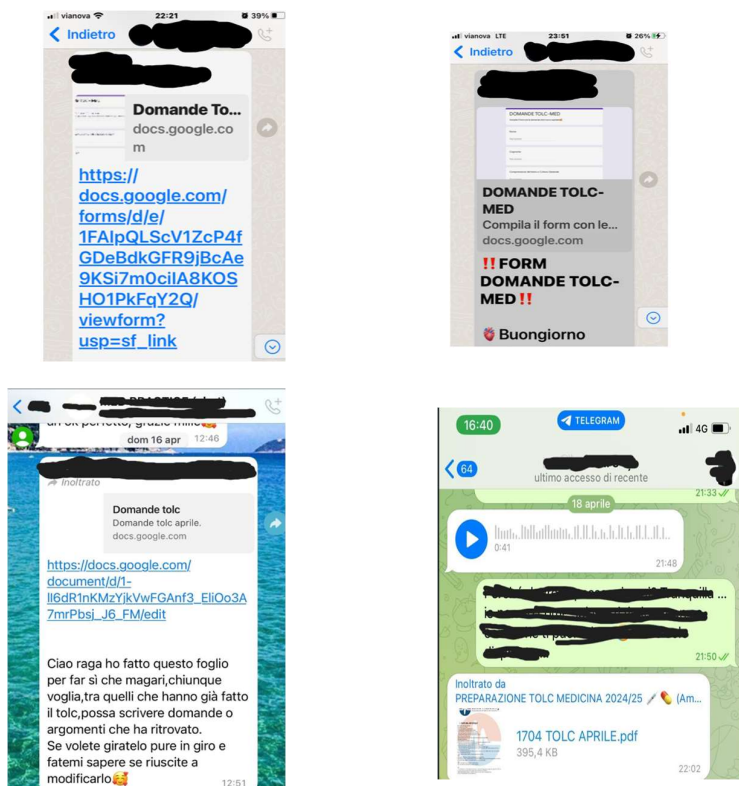 vianova
22:21
39%
Indietro
Domande To...
docs.google.co
m
https://
docs.google.com/
forms/d/e/
1FAIpQLScV1ZcP4f
GDeBdkGFR9jBcAe
9KSi7m0cilA8KOS
HO1PkFqY2Q/
viewform?
usp=sf_link
vianova LTE
23:51
26%
Indietro
DOMANDE TOLC-MED
DOMANDE TOLC-
MED
Compila il form con le...
docs.google.com
‼️FORM
DOMANDE TOLC-
MED‼️
🫀 Buongiorno
dom 16 apr
12:46
Inoltrato
Domande tolc
Domande tolc aprile.
docs.google.com
https://docs.google.com/
document/d/1-
lI6dR1nKMzYjkVwFGAnf3_EliOo3A
7mrPbsj_J6_FM/edit
Ciao raga ho fatto questo foglio
per far sì che magari,chiunque
voglia,tra quelli che hanno già fatto
il tolc,possa scrivere domande o
argomenti che ha ritrovato.
Se volete giratelo pure in giro e
fatemi sapere se riuscite a
modificarlo🥰
12:51
16:40
TELEGRAM
4G
64
ultimo accesso di recente
21:33
18 aprile
0:41
21:48
21:50
Inoltrato da
PREPARAZIONE TOLC MEDICINA 2024/25 💉💊 (Am...
1704 TOLC APRILE.pdf
395,4 KB
22:02